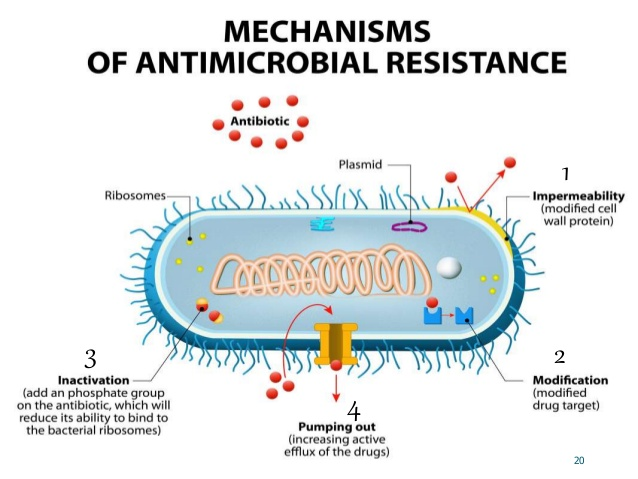 MECHANISMS
OF ANTIMICROBIAL RESISTANCE
Antibiotic
Plasmid
Ribosomes
1
Impermeability
(modified cell
wall protein)
3
Inactivation
(add an phosphate group
on the antibiotic, which will
reduce its ability to bind to
the bacterial ribosomes)
4
Pumping out
(increasing active
efflux of the drugs)
2
Modification
(modified
drug target)
20